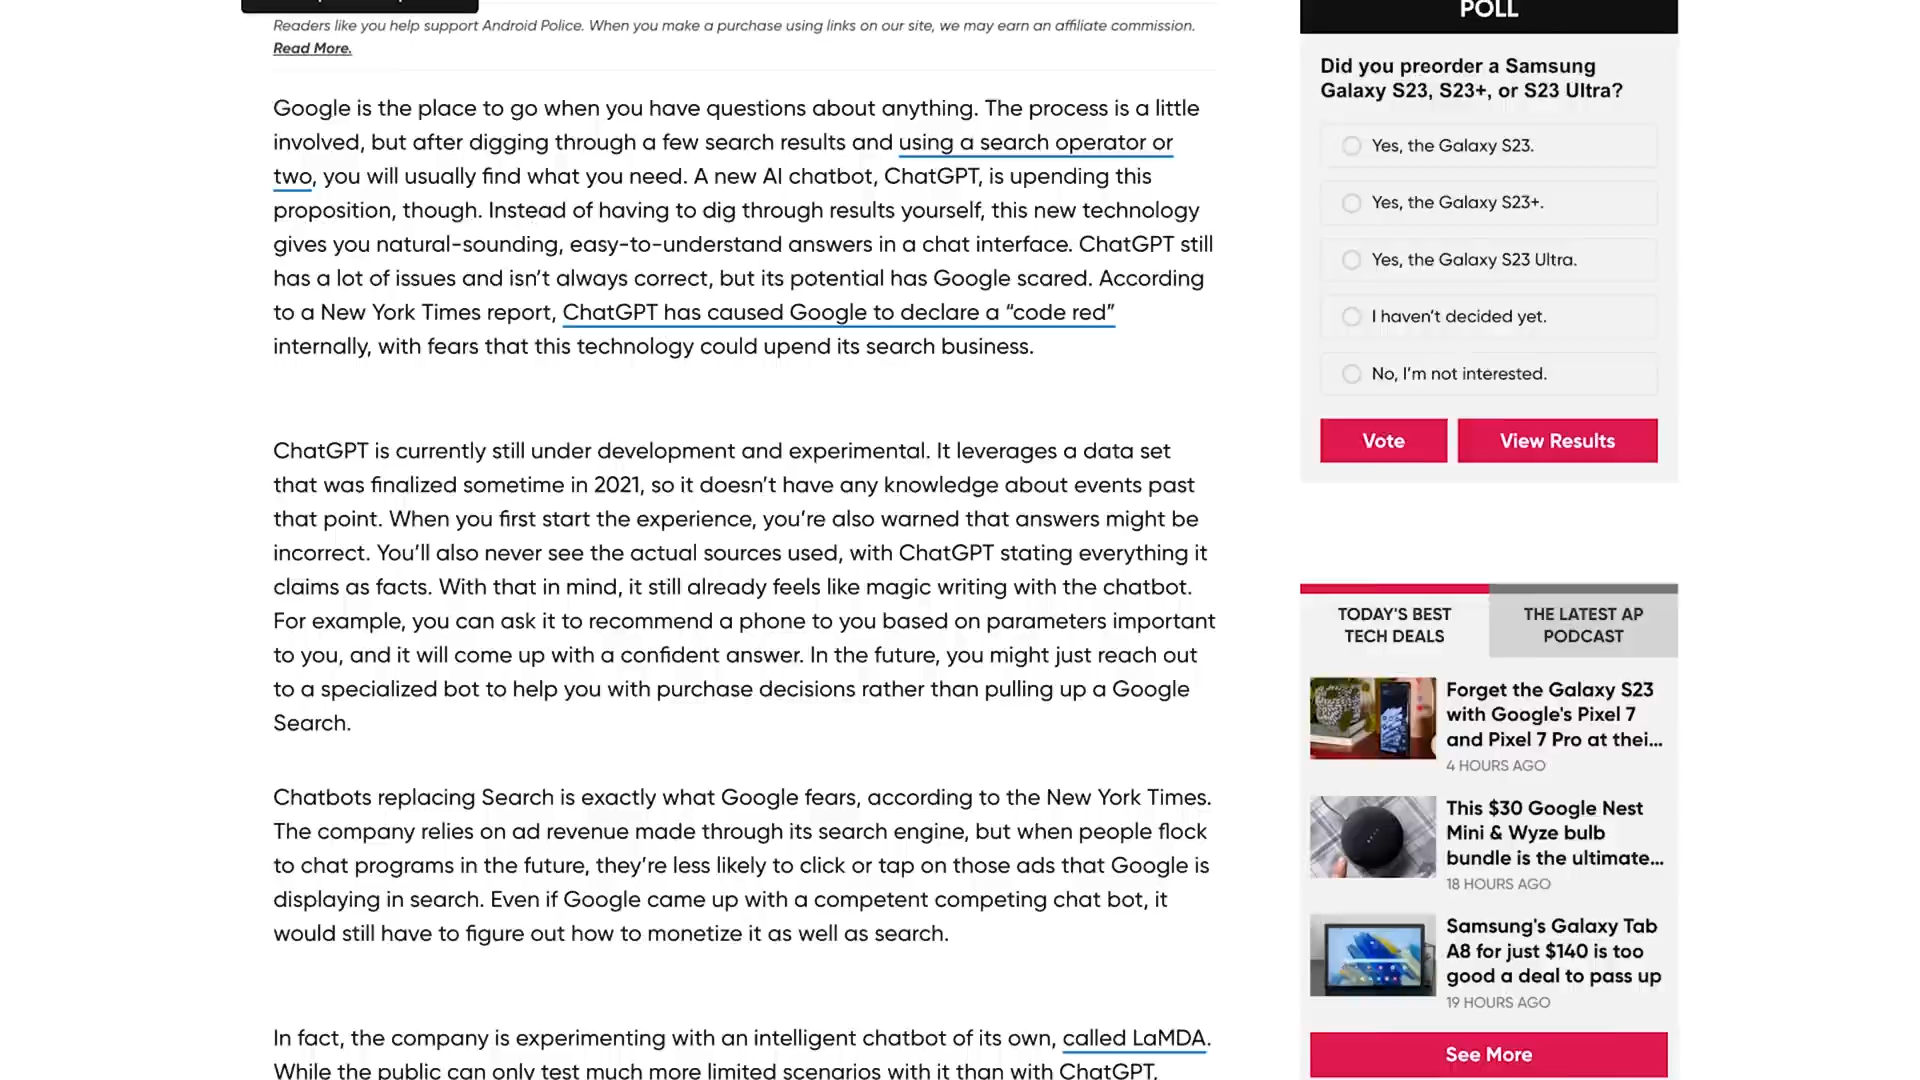 Readers like you help support Android Police. When you make a purchase using links on our site, we may earn an affiliate commission.
Read More.
Google is the place to go when you have questions about anything. The process is a little
involved, but after digging through a few search results and using a search operator or
two, you will usually find what you need. A new AI chatbot, ChatGPT, is upending this
proposition, though. Instead of having to dig through results yourself, this new technology
gives you natural-sounding, easy-to-understand answers in a chat interface. ChatGPT still
has a lot of issues and isn’t always correct, but its potential has Google scared. According
to a New York Times report, ChatGPT has caused Google to declare a “code red”
internally, with fears that this technology could upend its search business.
ChatGPT is currently still under development and experimental. It leverages a data set
that was finalized sometime in 2021, so it doesn’t have any knowledge about events past
that point. When you first start the experience, you’re also warned that answers might be
incorrect. You’ll also never see the actual sources used, with ChatGPT stating everything it
claims as facts. With that in mind, it still already feels like magic writing with the chatbot.
For example, you can ask it to recommend a phone to you based on parameters important
to you, and it will come up with a confident answer. In the future, you might just reach out
to a specialized bot to help you with purchase decisions rather than pulling up a Google
Search.
Chatbots replacing Search is exactly what Google fears, according to the New York Times.
The company relies on ad revenue made through its search engine, but when people flock
to chat programs in the future, they’re less likely to click or tap on those ads that Google is
displaying in search. Even if Google came up with a competent competing chat bot, it
would still have to figure out how to monetize it as well as search.
In fact, the company is experimenting with an intelligent chatbot of its own, called LaMDA.
While the public can only test much more limited scenarios with it than with ChatGPT,
POLL
Did you preorder a Samsung
Galaxy S23, S23+, or S23 Ultra?
Yes, the Galaxy S23.
Yes, the Galaxy S23+.
Yes, the Galaxy S23 Ultra.
I haven’t decided yet.
No, I’m not interested.
Vote
View Results
TODAY'S BEST
TECH DEALS
THE LATEST AP
PODCAST
Forget the Galaxy S23
with Google's Pixel 7
and Pixel 7 Pro at thei...
4 HOURS AGO
This $30 Google Nest
Mini & Wyze bulb
bundle is the ultimate...
18 HOURS AGO
Samsung's Galaxy Tab
A8 for just $140 is too
good a deal to pass up
19 HOURS AGO
See More